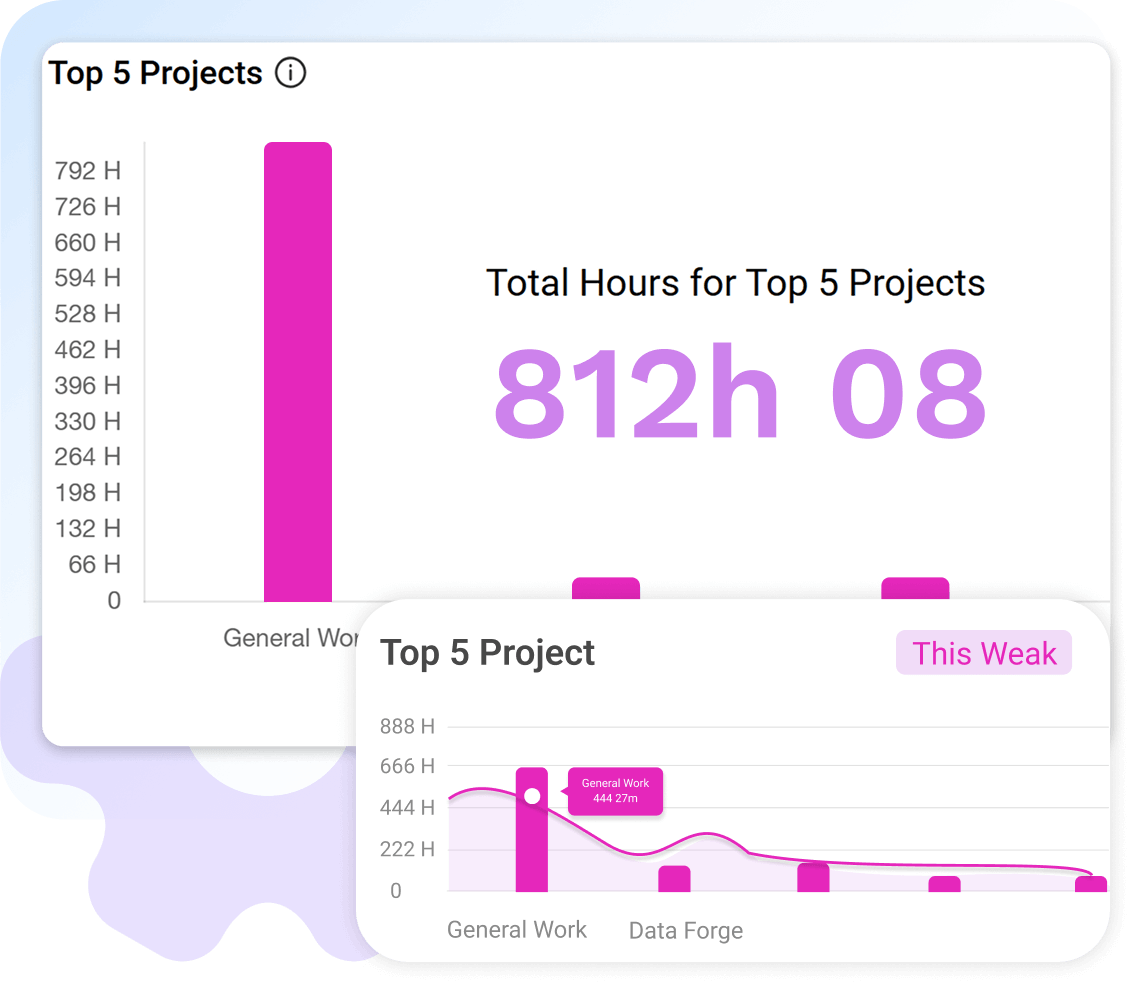 Top 5 Projects
792 H
726 H
660 H
594 H
528 H
462 H
396 H
330 H
264 H
198 H
132 H
66 H
0
Total Hours for Top 5 Projects
812h 08
General Wor
Top 5 Project
This Weak
888 H
666 H
444 H
222 H
0
General Work
444 27m
General Work
Data Forge